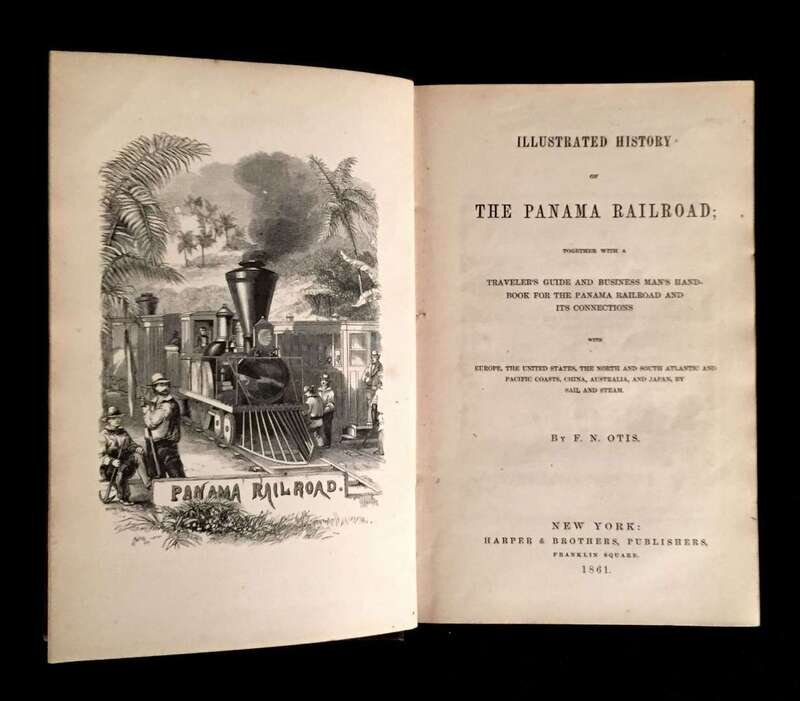 PANAMA RAILROAD.
ILLUSTRATED HISTORY
OF
THE PANAMA RAILROAD;
TOGETHER WITH A
TRAVELER'S GUIDE AND BUSINESS MAN'S HAND-
BOOK FOR THE PANAMA RAILROAD AND
ITS CONNECTIONS
WITH
EUROPE, THE UNITED STATES, THE NORTH AND SOUTH ATLANTIC AND
PACIFIC COASTS, CHINA, AUSTRALIA, AND JAPAN, BY
SAIL AND STEAM.
BY F. N. OTIS.
NEW YORK:
HARPER & BROTHERS, PUBLISHERS,
FRANKLIN SQUARE.
1861.